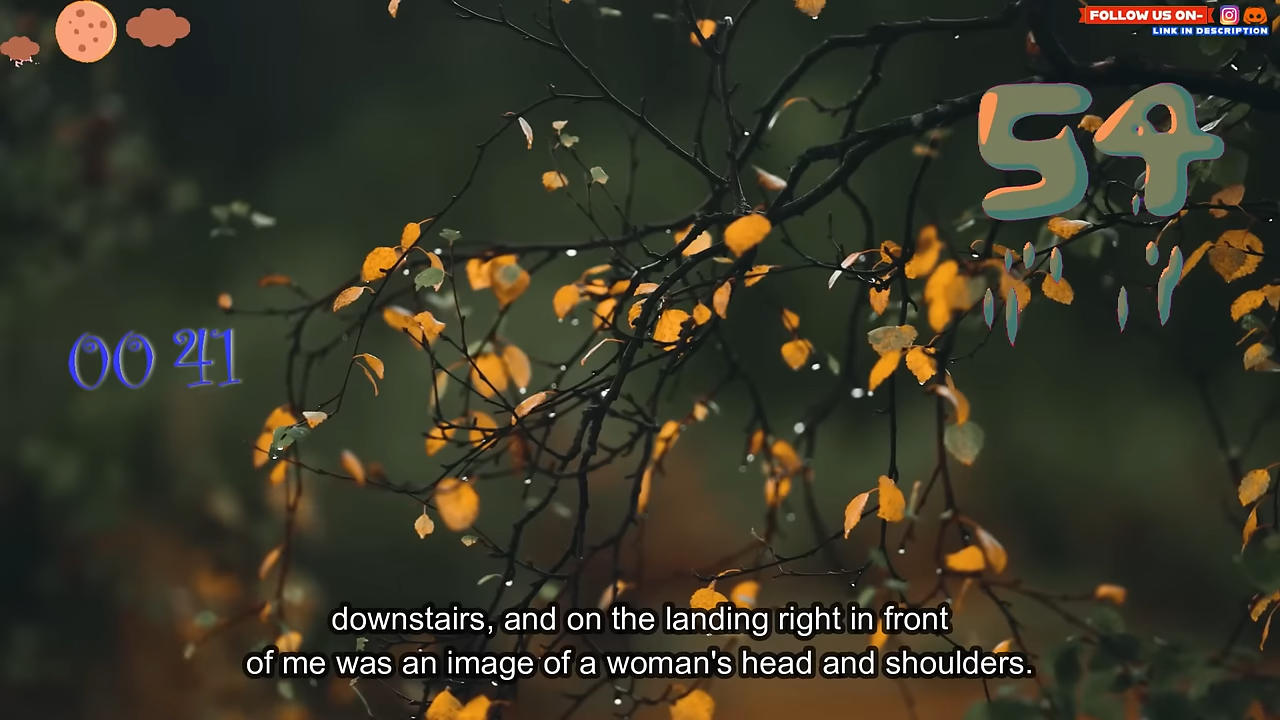 FOLLOW US ON-
LINK IN DESCRIPTION
54
00 41
downstairs, and on the landing right in front
of me was an image of a woman's head and shoulders.